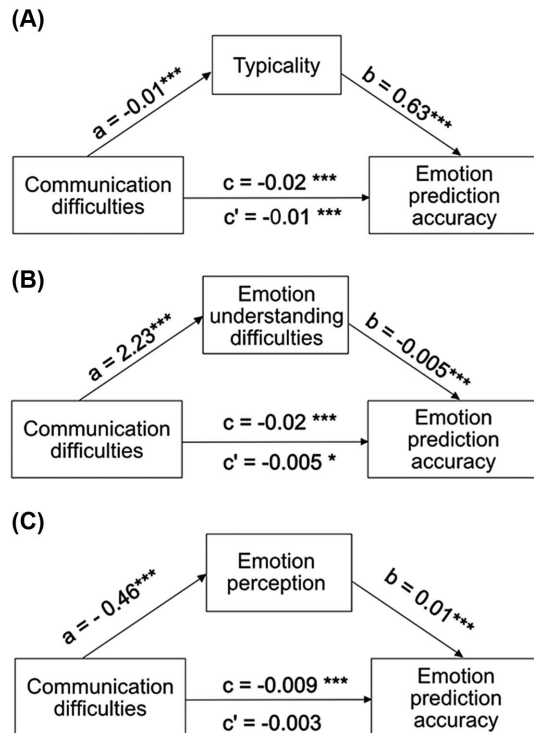 (A)
Typicality
a = -0.01***
b = 0.63***
Communication
difficulties
c = -0.02 ***
c' = -0.01 ***
Emotion
prediction
accuracy
(B)
Emotion
understanding
difficulties
a = 2.23***
b = -0.005***
Communication
difficulties
c = -0.02 ***
c' = -0.005 *
Emotion
prediction
accuracy
(C)
Emotion
perception
a = - 0.46***
b = 0.01***
Communication
difficulties
c = -0.009 ***
c' = -0.003
Emotion
prediction
accuracy